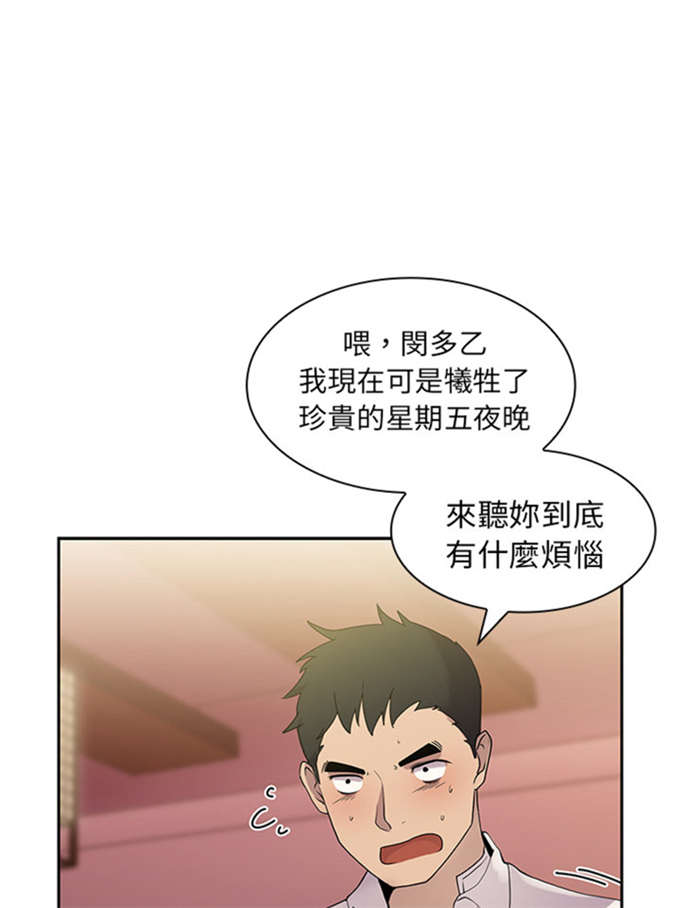 喂，閔多乙
我現在可是犧牲了
珍貴的星期五夜晚
來聽妳到底
有什麼煩惱